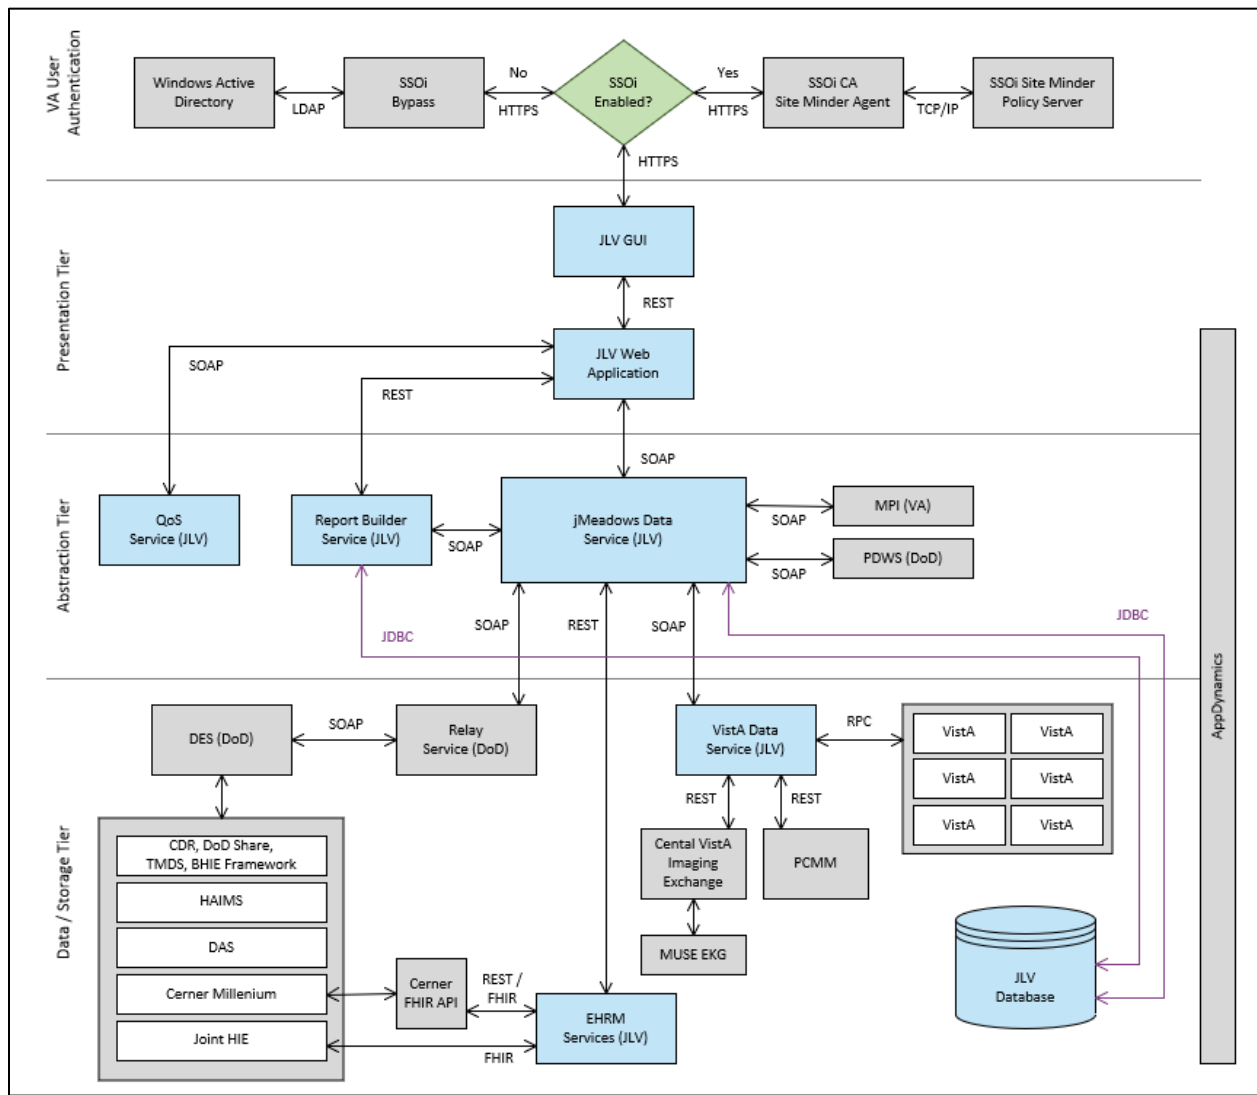 VA User
Authentication
Windows Active
Directory
LDAP
SSOi
Bypass
No
HTTPS
SSOi
Enabled?
Yes
HTTPS
SSOi CA
Site Minder Agent
TCP/IP
SSOi Site Minder
Policy Server
HTTPS
Presentation Tier
JLV GUI
REST
JLV Web
Application
SOAP
REST
SOAP
Abstraction Tier
QoS
Service (JLV)
Report Builder
Service (JLV)
SOAP
jMeadows Data
Service (JLV)
SOAP
MPI (VA)
SOAP
PDWS (DoD)
JDBC
SOAP
REST
SOAP
JDBC
AppDynamics
Data / Storage Tier
DES (DoD)
SOAP
Relay
Service (DoD)
VistA Data
Service (JLV)
RPC
VistA
VistA
VistA
VistA
VistA
VistA
REST
REST
Cental VistA
Imaging
Exchange
PCMM
MUSE EKG
CDR, DoD Share,
TMDS, BHIE Framework
HAIMS
DAS
Cerner Millenium
Joint HIE
Cerner
FHIR API
REST /
FHIR
FHIR
EHRM
Services (JLV)
JLV
Database